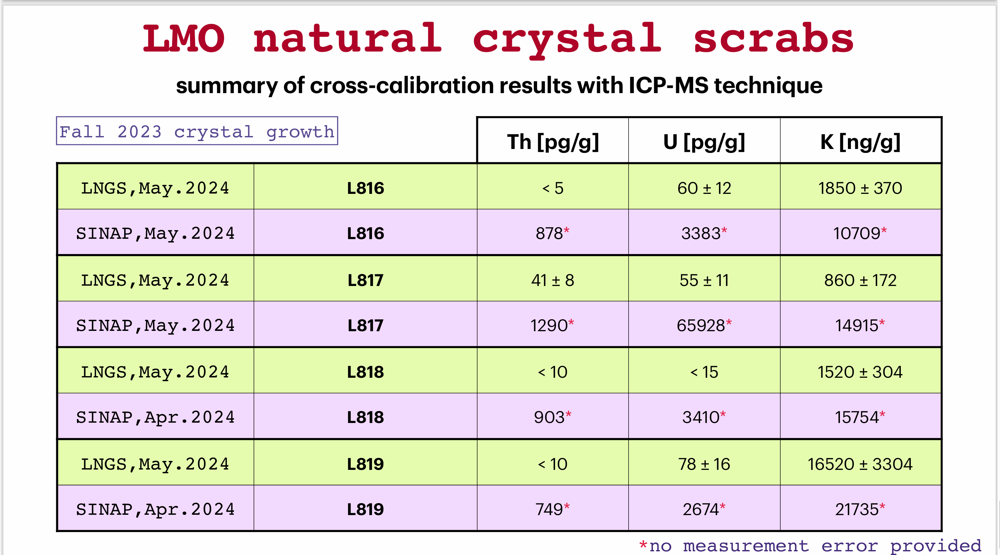 LMO natural crystal scrabs
summary of cross-calibration results with ICP-MS technique
Fall 2023 crystal growth
Th [pg/g] U [pg/g] K [ng/g]
LNGS,May.2024 L816 < 5 60 ± 12 1850 ± 370
SINAP,May.2024 L816 878* 3383* 10709*
LNGS,May.2024 L817 41 ± 8 55 ± 11 860 ± 172
SINAP,May.2024 L817 1290* 65928* 14915*
LNGS,May.2024 L818 < 10 < 15 1520 ± 304
SINAP,Apr.2024 L818 903* 3410* 15754*
LNGS,May.2024 L819 < 10 78 ± 16 16520 ± 3304
SINAP,Apr.2024 L819 749* 2674* 21735*
*no measurement error provided